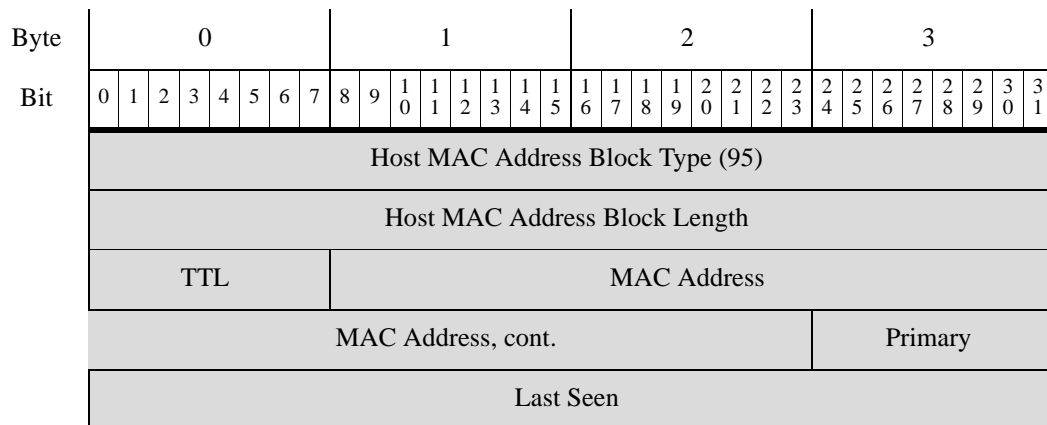 Byte 0 1 2 3
Bit 0 1 2 3 4 5 6 7 8 9 10 11 12 13 14 15 16 17 18 19 20 21 22 23 24 25 26 27 28 29 30 31
Host MAC Address Block Type (95)
Host MAC Address Block Length
TTL MAC Address
MAC Address, cont. Primary
Last Seen